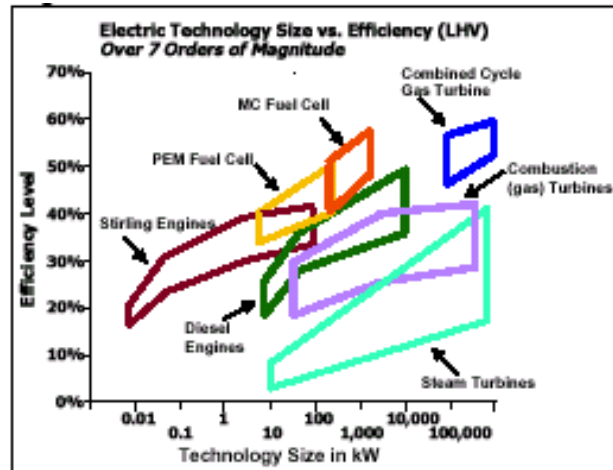 Electric Technology Size vs. Efficiency (LHV)
Over 7 Orders of Magnitude
70%
60%
50%
40%
30%
20%
10%
0%
Efficiency Level
Combined Cycle
Gas Turbine
MC Fuel Cell
PEM Fuel Cell
Combustion
(gas) Turbines
Stirling Engines
Diesel
Engines
Steam Turbines
0.01 1 100 10,000
0.1 10 1,000 100,000
Technology Size in kW